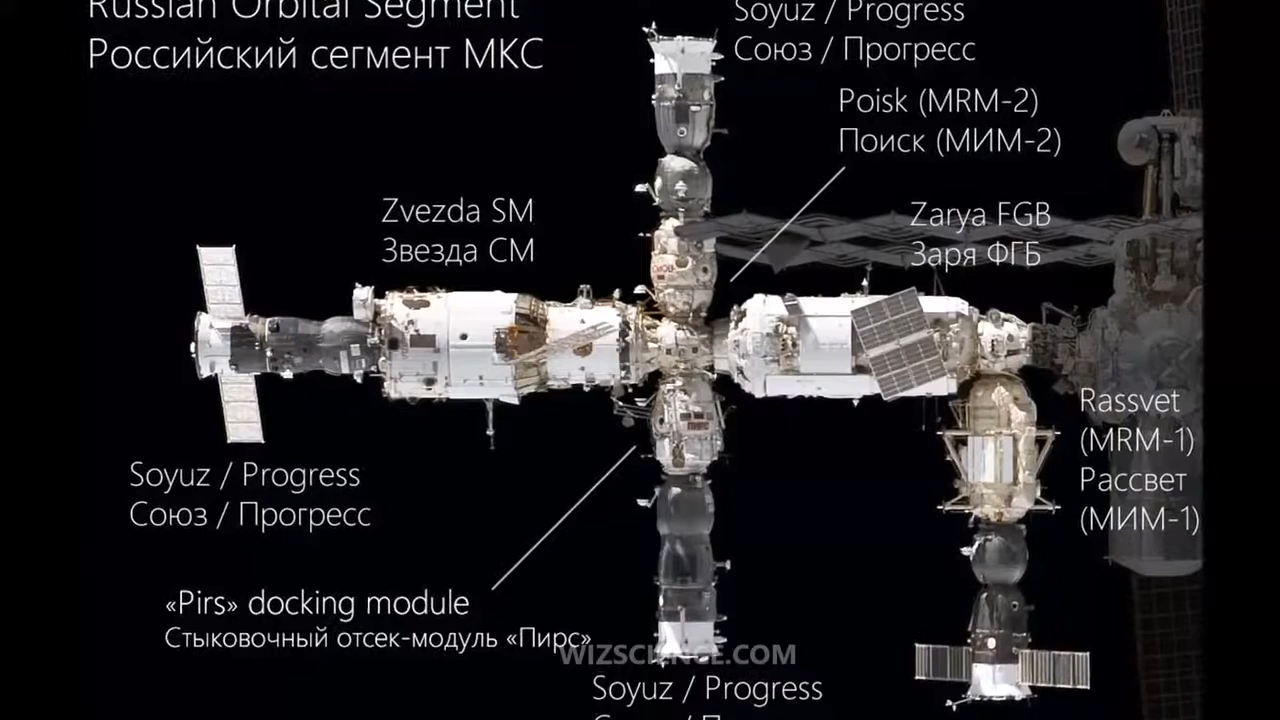 Russian Orbital Segment
Российский сегмент МКС
Soyuz / Progress
Союз / Прогресс
Poisk (MRM-2)
Поиск (МИМ-2)
Zvezda SM
Звезда СМ
Zarya FGB
Заря ФГБ
Rassvet
(MRM-1)
Рассвет
(МИМ-1)
Soyuz / Progress
Союз / Прогресс
«Pirs» docking module
Стыковочный отсек-модуль «Пирс»
WIZSCIENCE.COM
Soyuz / Progress